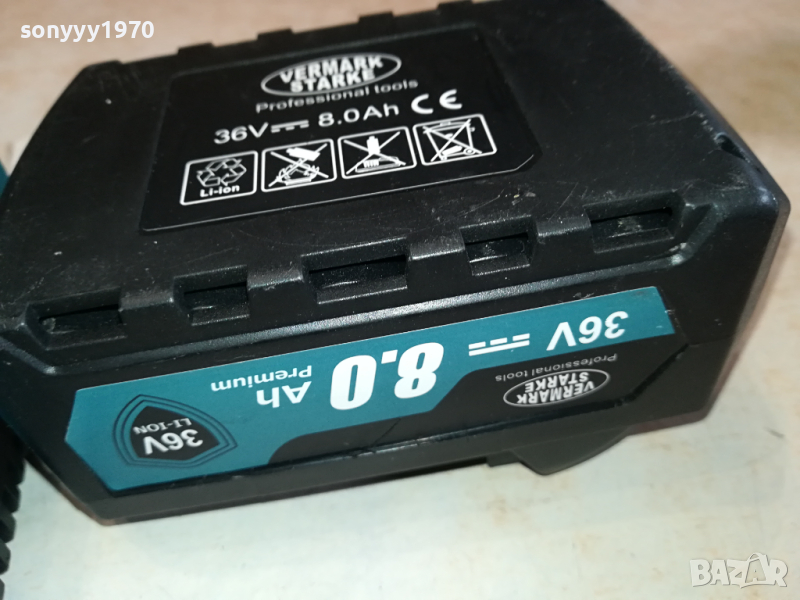 sonyyy1970
VERMARK
STARKE
Professional tools
36V 8.0Ah CE
Li-ion
36V 8.0 Ah
Premium
VERMARK
STARKE
Professional tools
36V
LI-ION
BAZAR